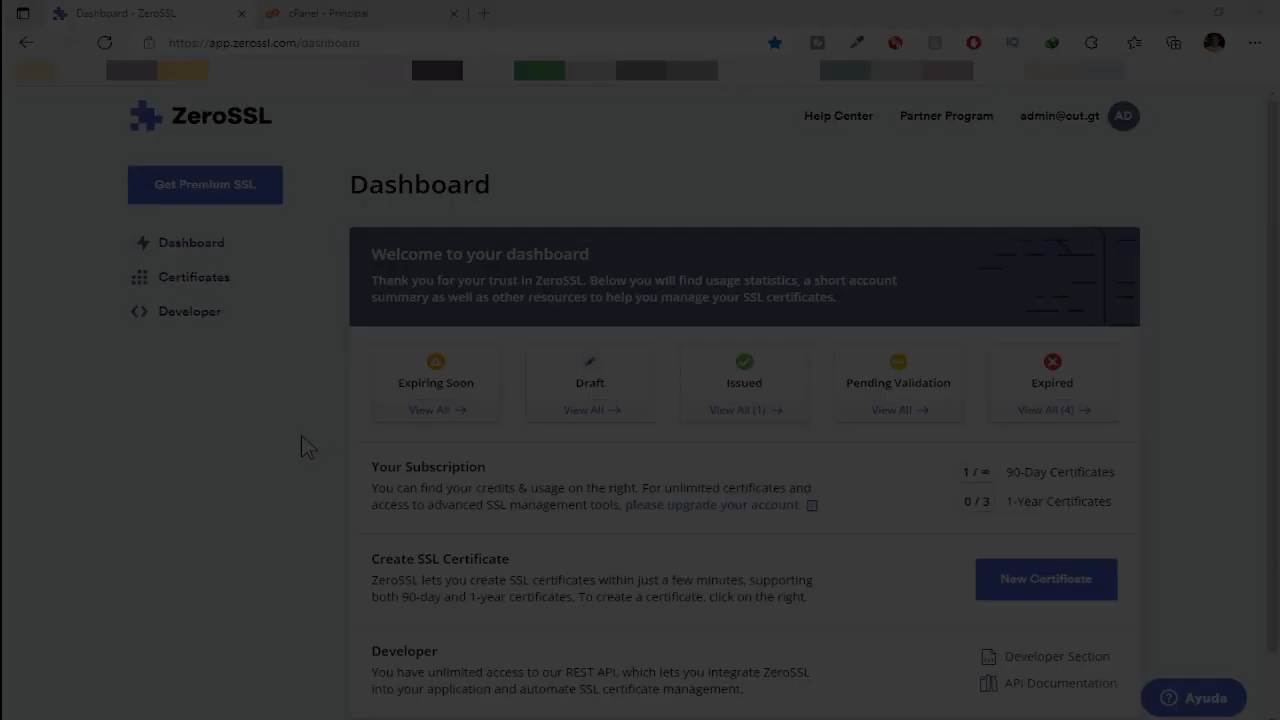 Dashboard - ZeroSSL
cPanel - Principal
https://app.zerossl.com/dashboard
ZeroSSL
Help Center
Partner Program
admin@cut.gt
AD
Get Premium SSL
Dashboard
Certificates
Developer
Dashboard
Welcome to your dashboard
Thank you for your trust in ZeroSSL. Below you will find usage statistics, a short account
summary as well as other resources to help you manage your SSL certificates.
Expiring Soon
View All →
Draft
View All →
Issued
View All (1) →
Pending Validation
View All →
Expired
View All (4) →
Your Subscription
You can find your credits & usage on the right. For unlimited certificates and
access to advanced SSL management tools, please upgrade your account
1 / ∞ 90-Day Certificates
0 / 3 1-Year Certificates
Create SSL Certificate
ZeroSSL lets you create SSL certificates within just a few minutes, supporting
both 90-day and 1-year certificates. To create a certificate, click on the right.
New Certificate
Developer
You have unlimited access to our REST API, which lets you integrate ZeroSSL
into your application and automate SSL certificate management.
Developer Section
API Documentation
Ayuda